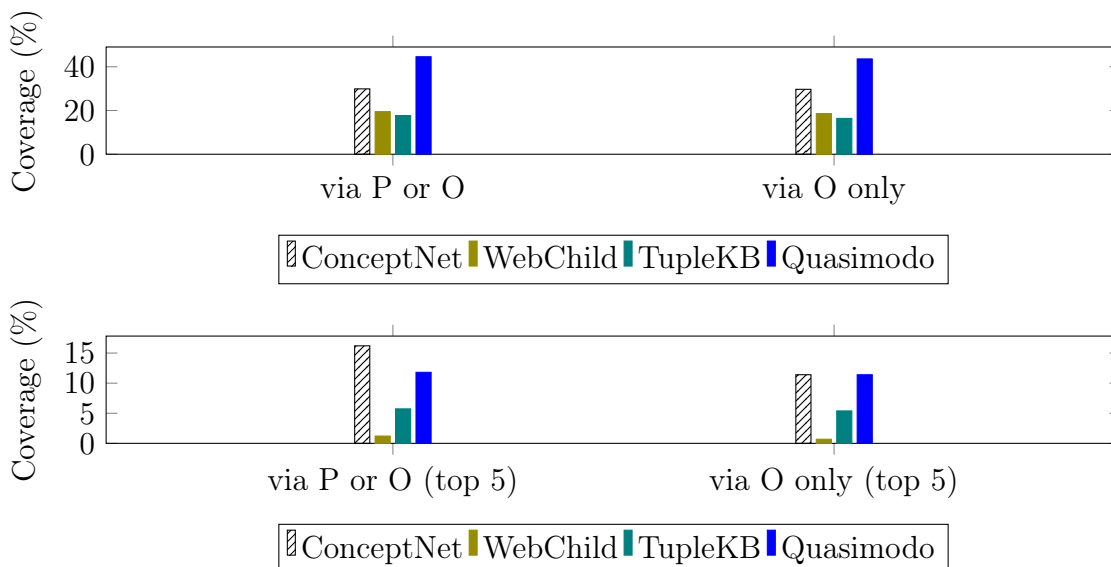 Coverage (%)
40
20
0
via P or O via O only
ConceptNet WebChild TupleKB Quasimodo
Coverage (%)
15
10
5
0
via P or O (top 5) via O only (top 5)
ConceptNet WebChild TupleKB Quasimodo